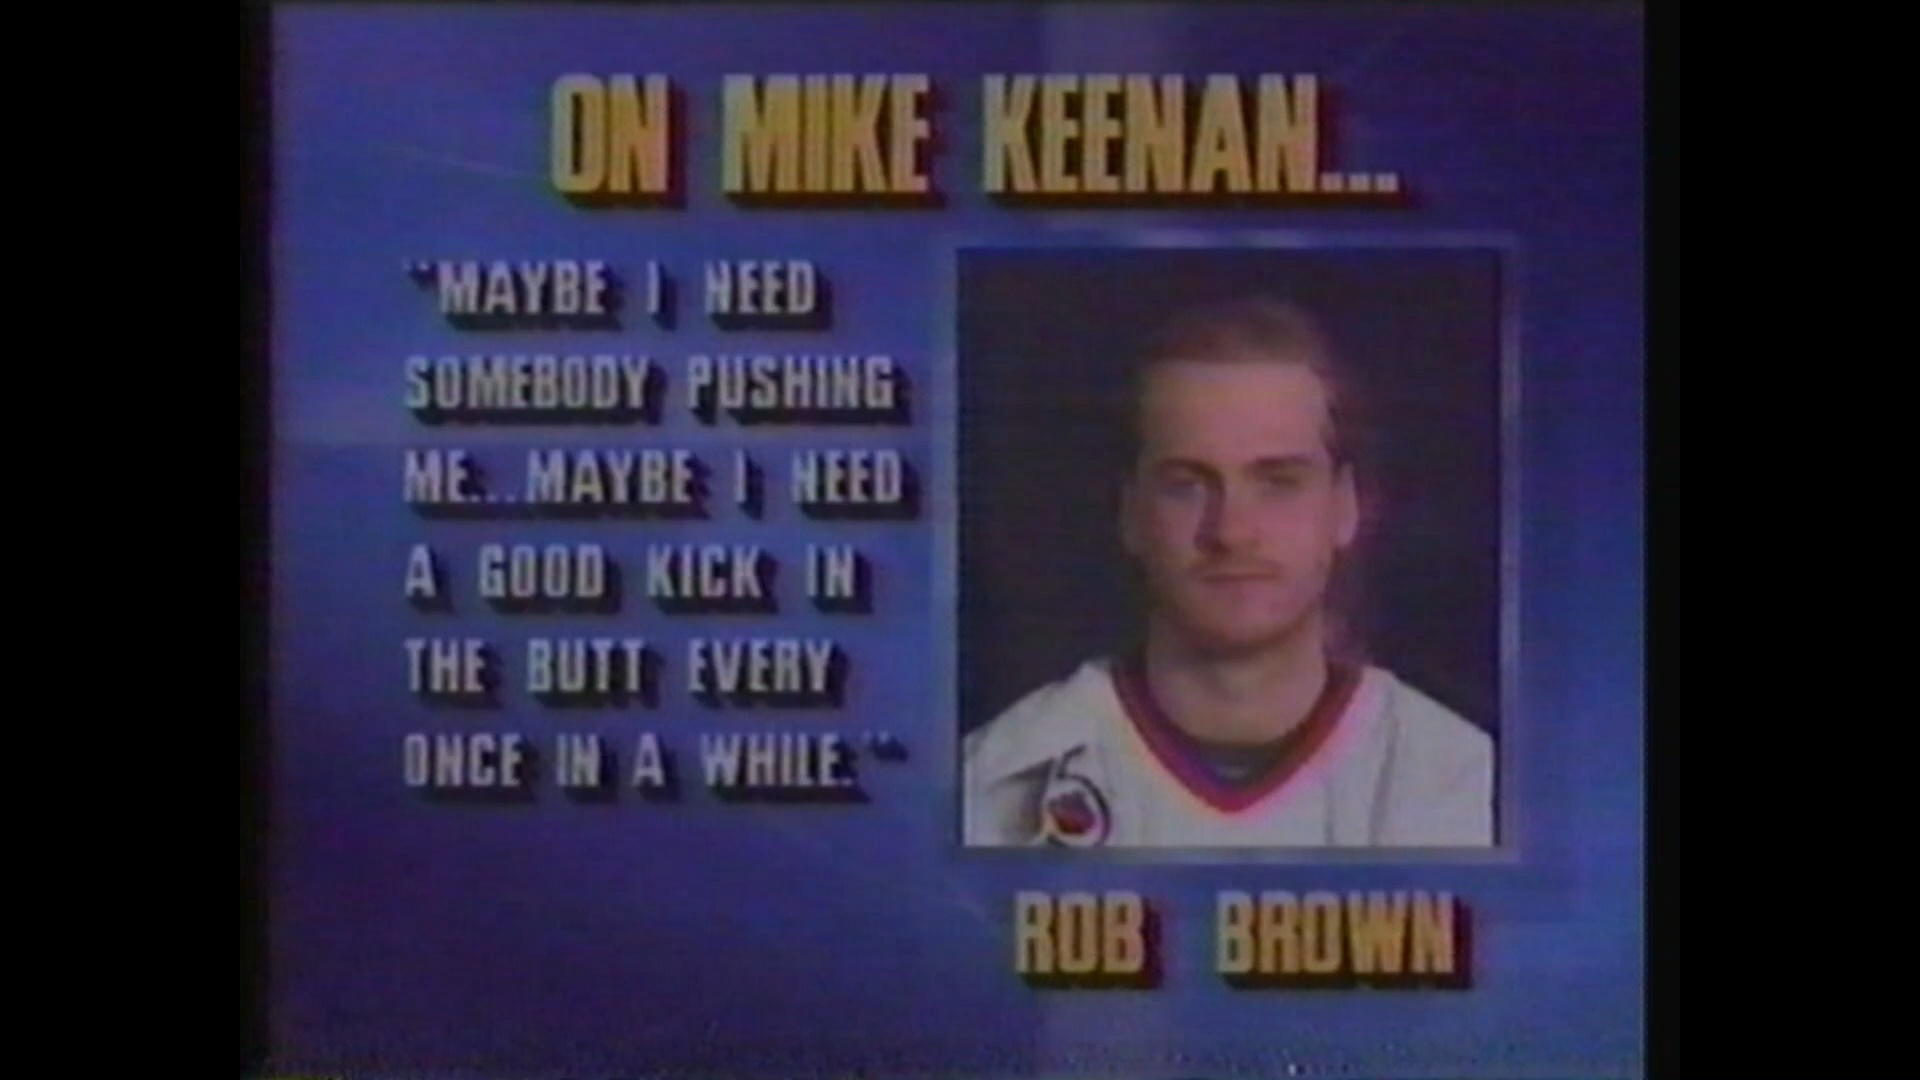 ON MIKE KEENAN...
"MAYBE I NEED
SOMEBODY PUSHING
ME...MAYBE I NEED
A GOOD KICK IN
THE BUTT EVERY
ONCE IN A WHILE."
75
ROB BROWN